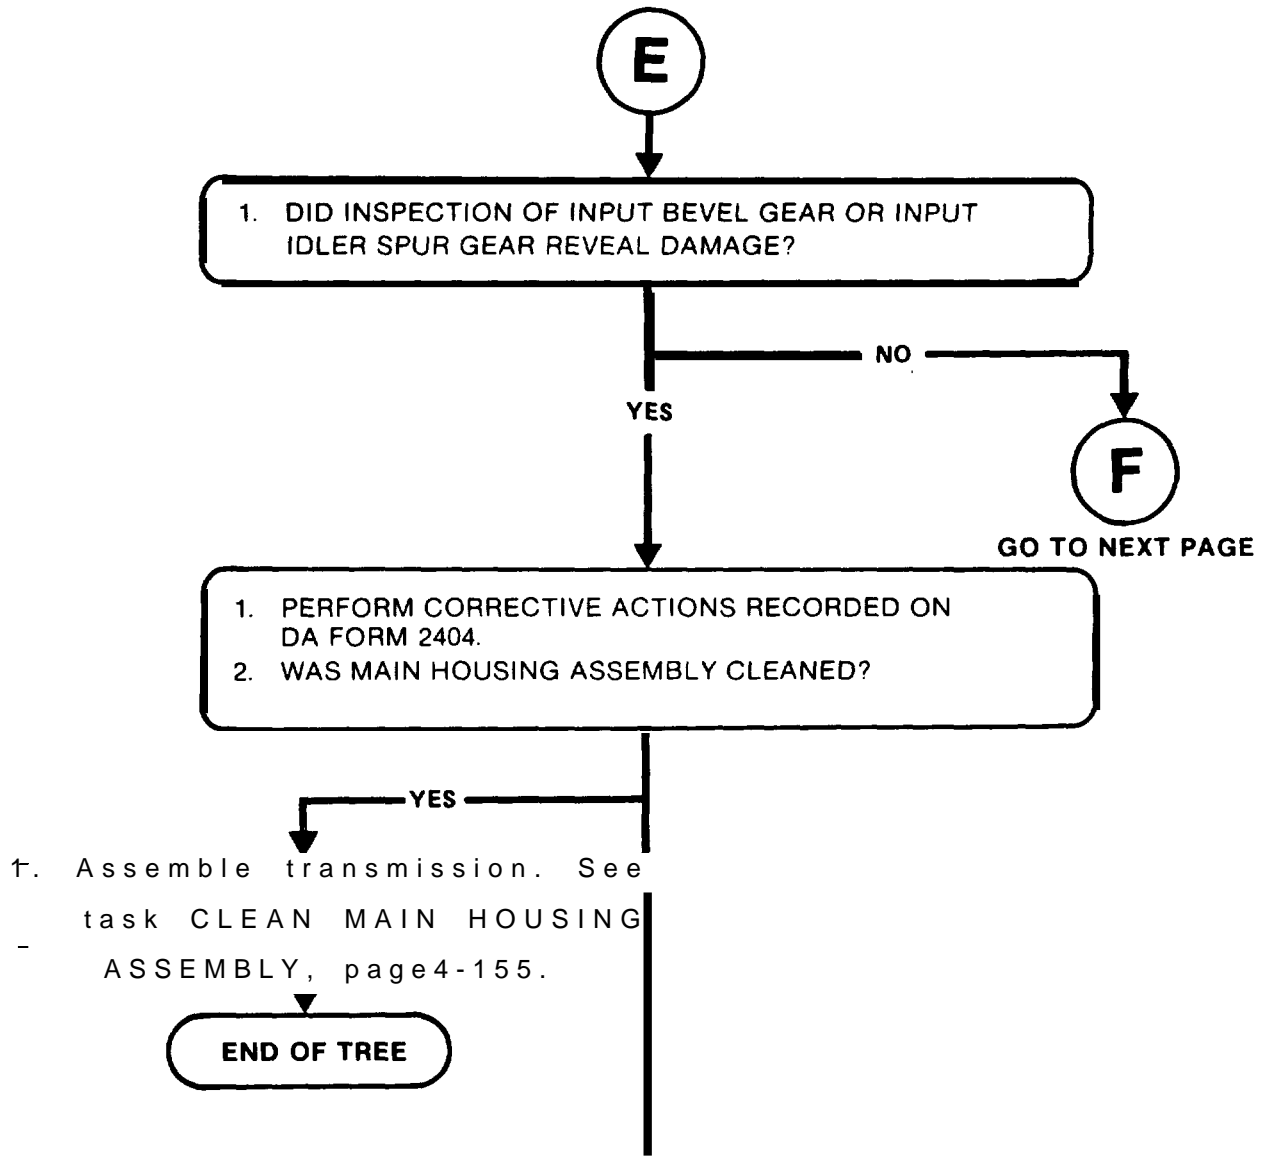 E
1. DID INSPECTION OF INPUT BEVEL GEAR OR INPUT
IDLER SPUR GEAR REVEAL DAMAGE?
NO
YES
F
GO TO NEXT PAGE
1. PERFORM CORRECTIVE ACTIONS RECORDED ON
DA FORM 2404.
2. WAS MAIN HOUSING ASSEMBLY CLEANED?
YES
1. Assemble transmission. See
task CLEAN MAIN HOUSING
ASSEMBLY, page4-155.
END OF TREE